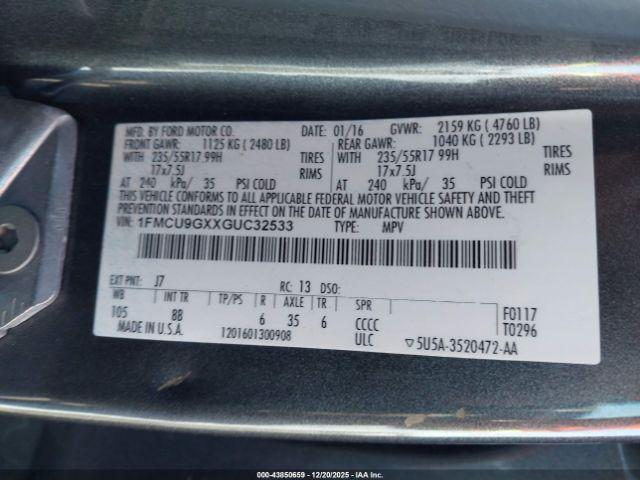 MFD. BY FORD MOTOR CO. DATE: 01/16 GVWR: 2159 KG ( 4760 LB)
FRONT GAWR: 1125 KG ( 2480 LB) REAR GAWR: 1040 KG ( 2293 LB)
WITH 235/55R17 99H TIRES WITH 235/55R17 99H TIRES
17x7.5J RIMS 17x7.5J RIMS
AT 240 kPa/ 35 PSI COLD AT 240 kPa/ 35 PSI COLD
THIS VEHICLE CONFORMS TO ALL APPLICABLE FEDERAL MOTOR VEHICLE SAFETY AND THEFT
PREVENTION STANDARDS IN EFFECT ON THE DATE OF MANUFACTURE SHOWN ABOVE.
VIN: 1FMCU9GXXGUC32533 TYPE: MPV
EXT PNT: J7 RC: 13 DSO:
WB INT TR TP/PS R AXLE TR SPR
105 8B 6 35 6 CCCC
F0117
T0296
MADE IN U.S.A. 1201601300908 ULC ▽5U5A-3520472-AA
000-43850659 - 12/20/2025 - IAA Inc.